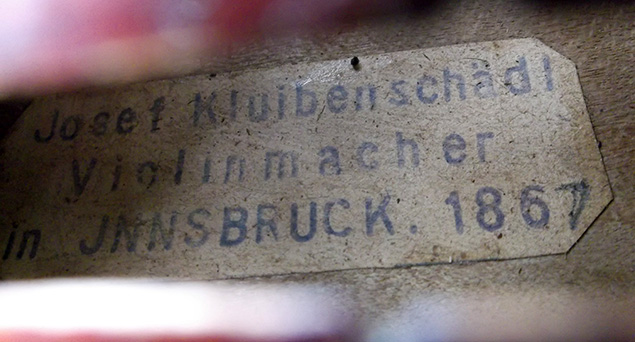 Josef Kluibenschädl
Violinmacher
in JNNSBRUCK. 1867